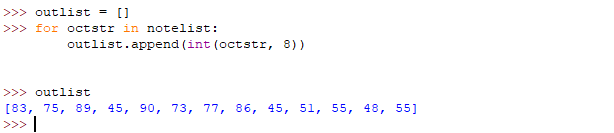 >>> outlist = []
>>> for octstr in notelist:
        outlist.append(int(octstr, 8))
>>> outlist
[83, 75, 89, 45, 90, 73, 77, 86, 45, 51, 55, 48, 55]
>>>